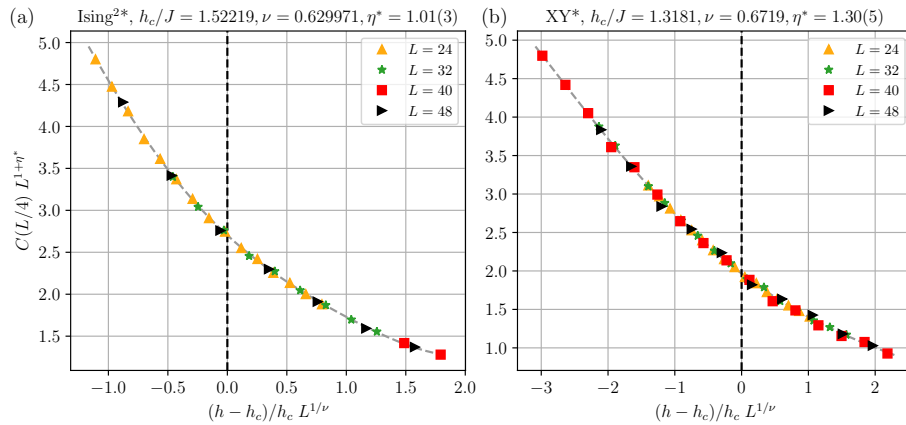 (a) Ising²*, h_c/J = 1.52219, ν = 0.629971, η* = 1.01(3)
C(L/4) L^{1+η*}
5.0
4.5
4.0
3.5
3.0
2.5
2.0
1.5
L = 24
L = 32
L = 40
L = 48
−1.0 −0.5 0.0 0.5 1.0 1.5 2.0
(h − h_c)/h_c L^{1/ν}
(b) XY*, h_c/J = 1.3181, ν = 0.6719, η* = 1.30(5)
5.0
4.5
4.0
3.5
3.0
2.5
2.0
1.5
1.0
L = 24
L = 32
L = 40
L = 48
−3 −2 −1 0 1 2
(h − h_c)/h_c L^{1/ν}